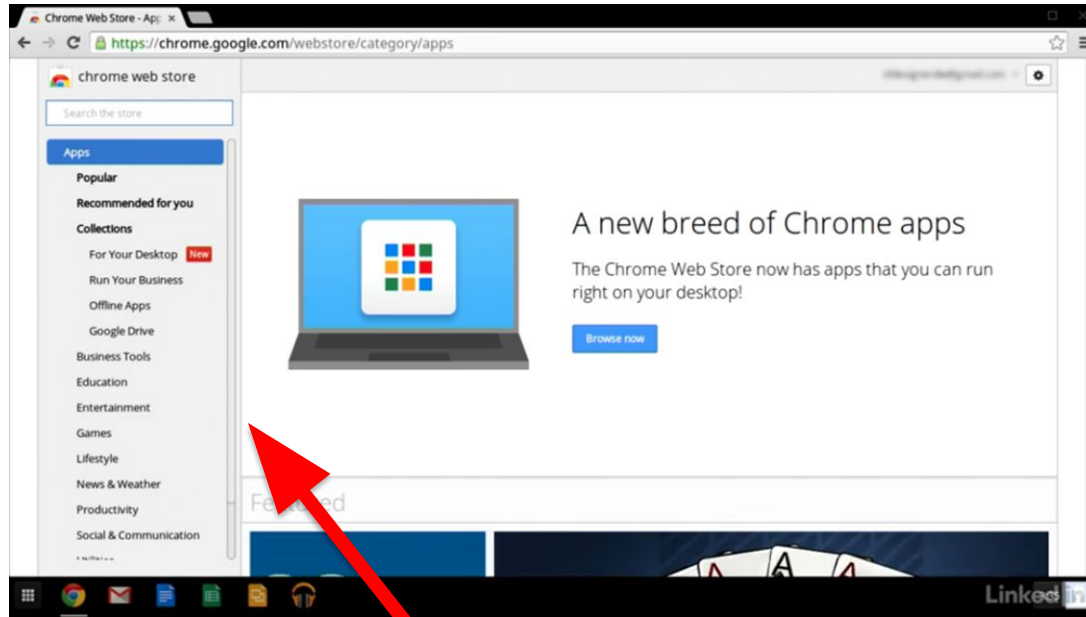 Chrome Web Store - Ap
https://chrome.google.com/webstore/category/apps
chrome web store
Search the store
Apps
Popular
Recommended for you
Collections
For Your Desktop New
Run Your Business
Offline Apps
Google Drive
Business Tools
Education
Entertainment
Games
Lifestyle
News & Weather
Productivity
Social & Communication
A new breed of Chrome apps
The Chrome Web Store now has apps that you can run
right on your desktop!
Browse now
Featured
A A A
Linked in